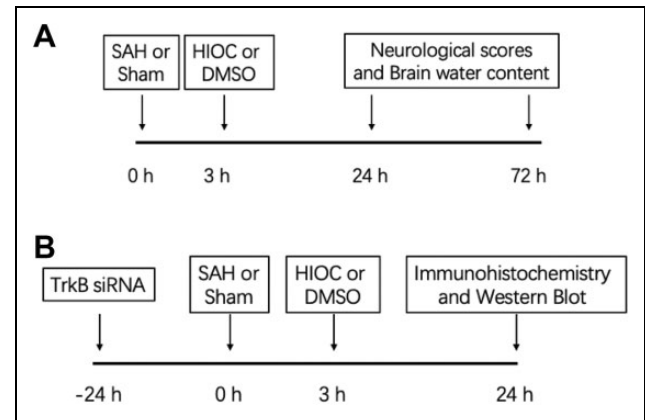 A
SAH or
Sham
HIOC or
DMSO
Neurological scores
and Brain water content
0 h
3 h
24 h
72 h
B
TrkB siRNA
SAH or
Sham
HIOC or
DMSO
Immunohistochemistry
and Western Blot
-24 h
0 h
3 h
24 h